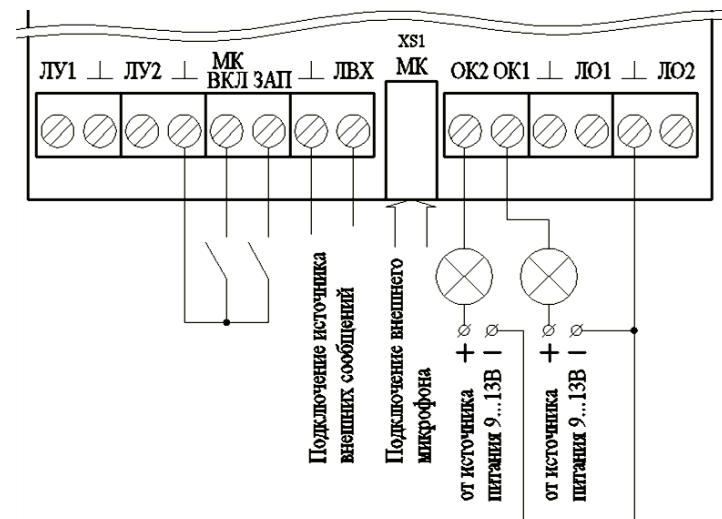 XS1
ЛУ1 ⊥ ЛУ2 ⊥ МК ВКЛ ЗАП ⊥ ЛВХ МК ОК2 ОК1 ⊥ ЛО1 ⊥ ЛО2
Подключение источника
внешних сообщений
Подключение внешнего
микрофона
+ −
от источника
питания 9...13В
+ −
от источника
питания 9...13В